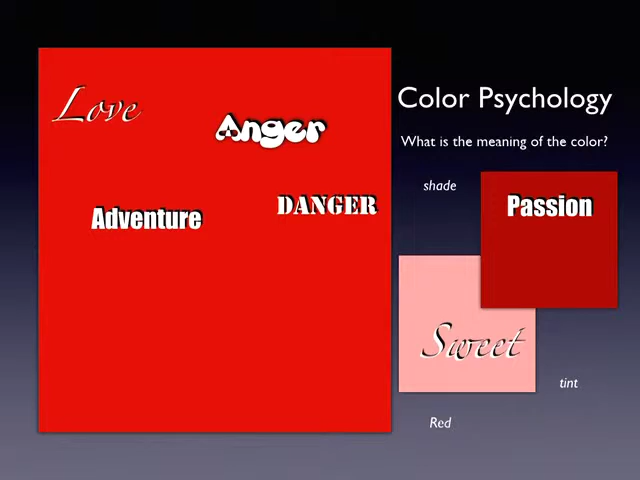 Love
Anger
Adventure
DANGER
Color Psychology
What is the meaning of the color?
shade
Passion
Sweet
tint
Red